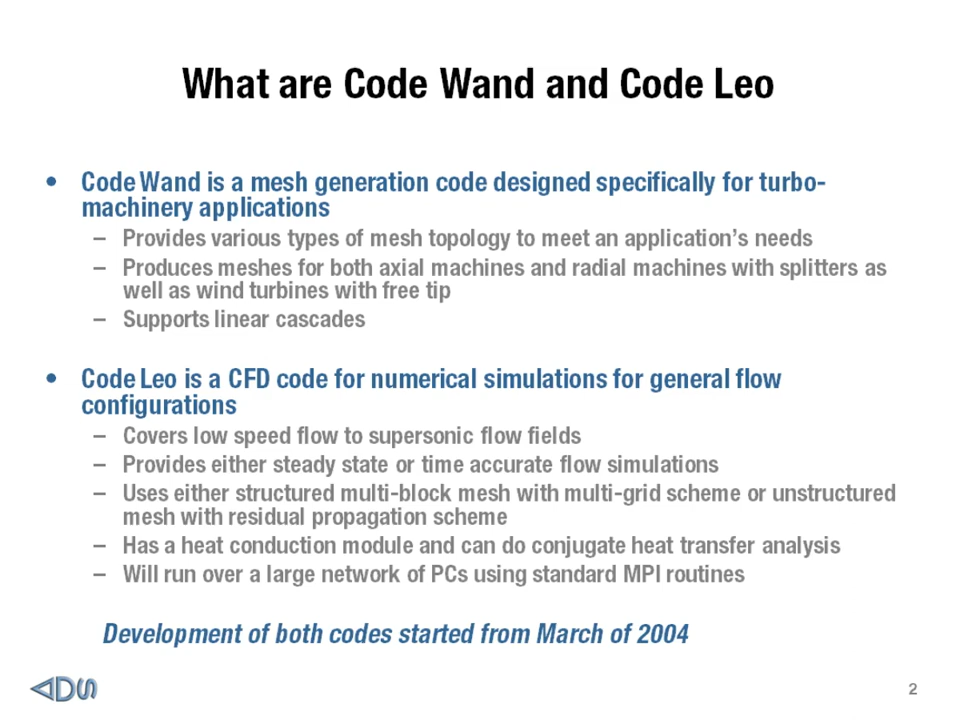 What are Code Wand and Code Leo
• Code Wand is a mesh generation code designed specifically for turbo-
machinery applications
– Provides various types of mesh topology to meet an application's needs
– Produces meshes for both axial machines and radial machines with splitters as
well as wind turbines with free tip
– Supports linear cascades
• Code Leo is a CFD code for numerical simulations for general flow
configurations
– Covers low speed flow to supersonic flow fields
– Provides either steady state or time accurate flow simulations
– Uses either structured multi-block mesh with multi-grid scheme or unstructured
mesh with residual propagation scheme
– Has a heat conduction module and can do conjugate heat transfer analysis
– Will run over a large network of PCs using standard MPI routines
Development of both codes started from March of 2004
ADS
2